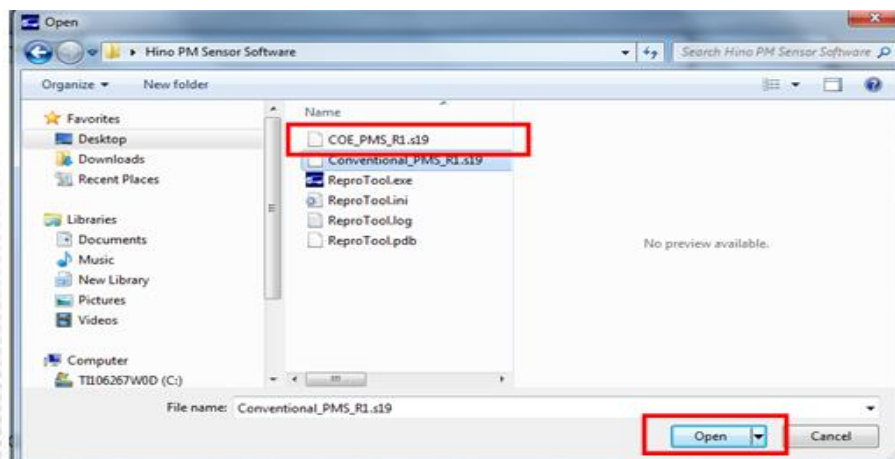 Open
Hino PM Sensor Software
Search Hino PM Sensor Software
Organize
New folder
Favorites
Desktop
Downloads
Recent Places
Libraries
Documents
Music
New Library
Pictures
Videos
Computer
TI106267W0D (C:)
Name
COE_PMS_R1.s19
Conventional_PMS_R1.s19
ReproTool.exe
ReproTool.ini
ReproTool.log
ReproTool.pdb
No preview available.
File name: Conventional_PMS_R1.s19
Open
Cancel